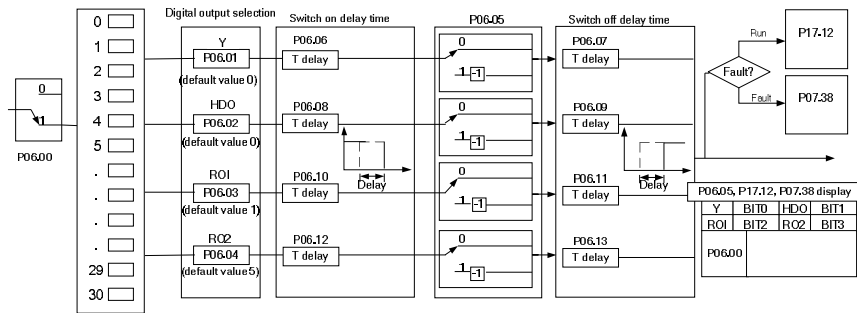 0
1
2
3
4
5
.
.
.
.
29
30
0
1
P06.00
Digital output selection
Y
P06.01
(default value 0)
HDO
P06.02
(default value 0)
ROI
P06.03
(default value 1)
RO2
P06.04
(default value 5)
Switch on delay time
P06.06
T delay
P06.08
T delay
Delay
P06.10
T delay
P06.12
T delay
P06-05
0
1 -1
0
1 -1
0
1 -1
0
1 -1
Switch off delay time
P06.07
T delay
P06.09
T delay
Delay
P06.11
T delay
P06.13
T delay
Run
Fault?
Fault
P17-12
P07.38
P06.05, P17.12, P07.38 display
Y BIT0 HDO BIT1
ROI BIT2 RO2 BIT3
P06.00